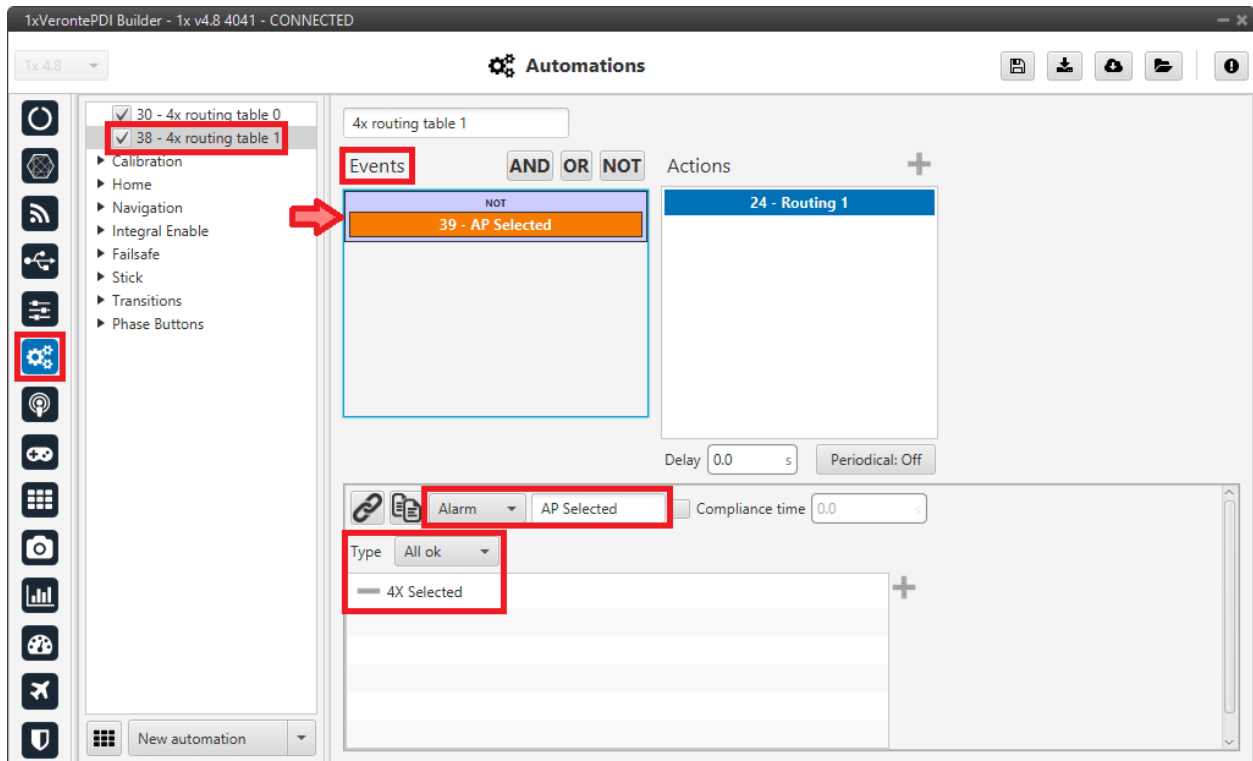 1xVerontePDI Builder - 1x v4.8 4041 - CONNECTED
1x 4.8
Automations
30 - 4x routing table 0
38 - 4x routing table 1
Calibration
Home
Navigation
Integral Enable
Failsafe
Stick
Transitions
Phase Buttons
New automation
4x routing table 1
Events AND OR NOT
NOT
39 - AP Selected
Actions
24 - Routing 1
Delay 0.0 s Periodical: Off
Alarm AP Selected Compliance time 0.0 s
Type All ok
4X Selected